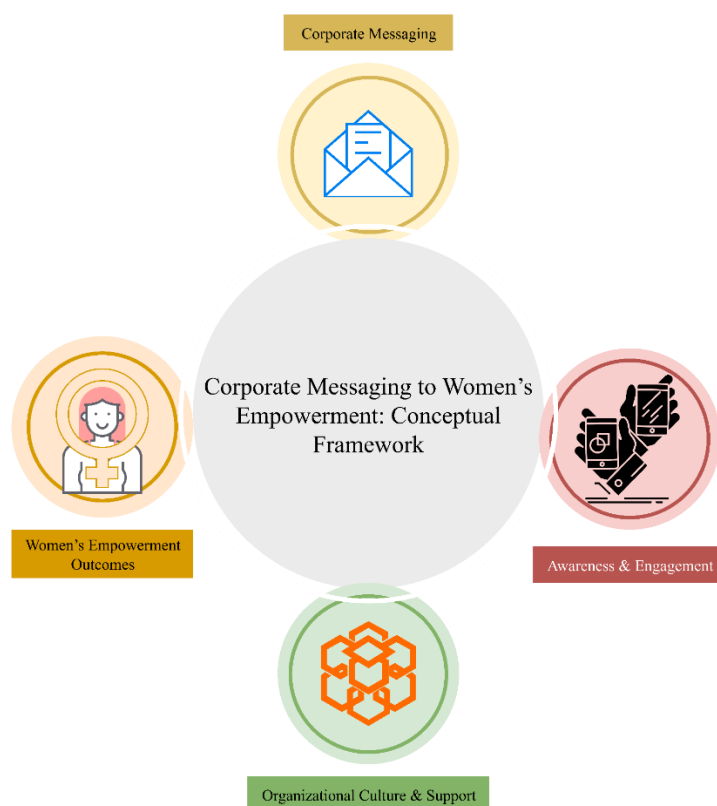 Corporate Messaging
Corporate Messaging to Women’s
Empowerment: Conceptual
Framework
Women’s Empowerment
Outcomes
Awareness & Engagement
Organizational Culture & Support